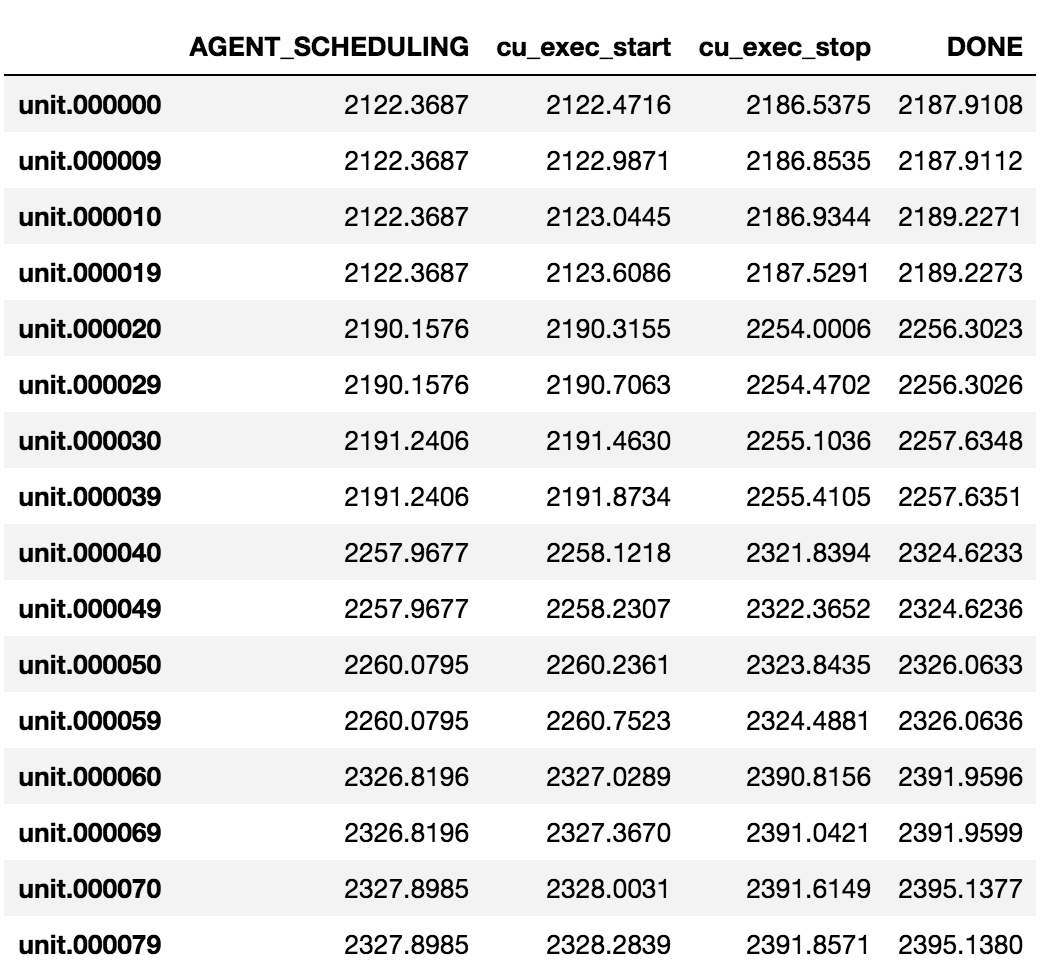 AGENT_SCHEDULING cu_exec_start cu_exec_stop DONE
unit.000000 2122.3687 2122.4716 2186.5375 2187.9108
unit.000009 2122.3687 2122.9871 2186.8535 2187.9112
unit.000010 2122.3687 2123.0445 2186.9344 2189.2271
unit.000019 2122.3687 2123.6086 2187.5291 2189.2273
unit.000020 2190.1576 2190.3155 2254.0006 2256.3023
unit.000029 2190.1576 2190.7063 2254.4702 2256.3026
unit.000030 2191.2406 2191.4630 2255.1036 2257.6348
unit.000039 2191.2406 2191.8734 2255.4105 2257.6351
unit.000040 2257.9677 2258.1218 2321.8394 2324.6233
unit.000049 2257.9677 2258.2307 2322.3652 2324.6236
unit.000050 2260.0795 2260.2361 2323.8435 2326.0633
unit.000059 2260.0795 2260.7523 2324.4881 2326.0636
unit.000060 2326.8196 2327.0289 2390.8156 2391.9596
unit.000069 2326.8196 2327.3670 2391.0421 2391.9599
unit.000070 2327.8985 2328.0031 2391.6149 2395.1377
unit.000079 2327.8985 2328.2839 2391.8571 2395.1380